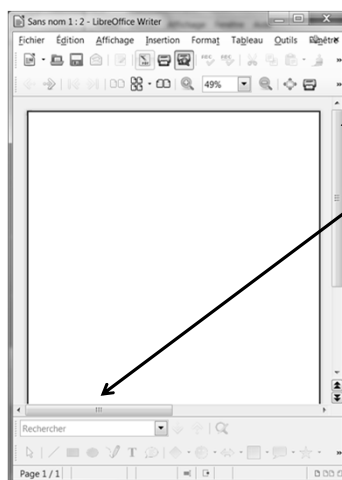 Sans nom 1 : 2 - LibreOffice Writer
Fichier Édition Affichage Insertion Format Tableau Outils
49%
Rechercher
Page 1 / 1